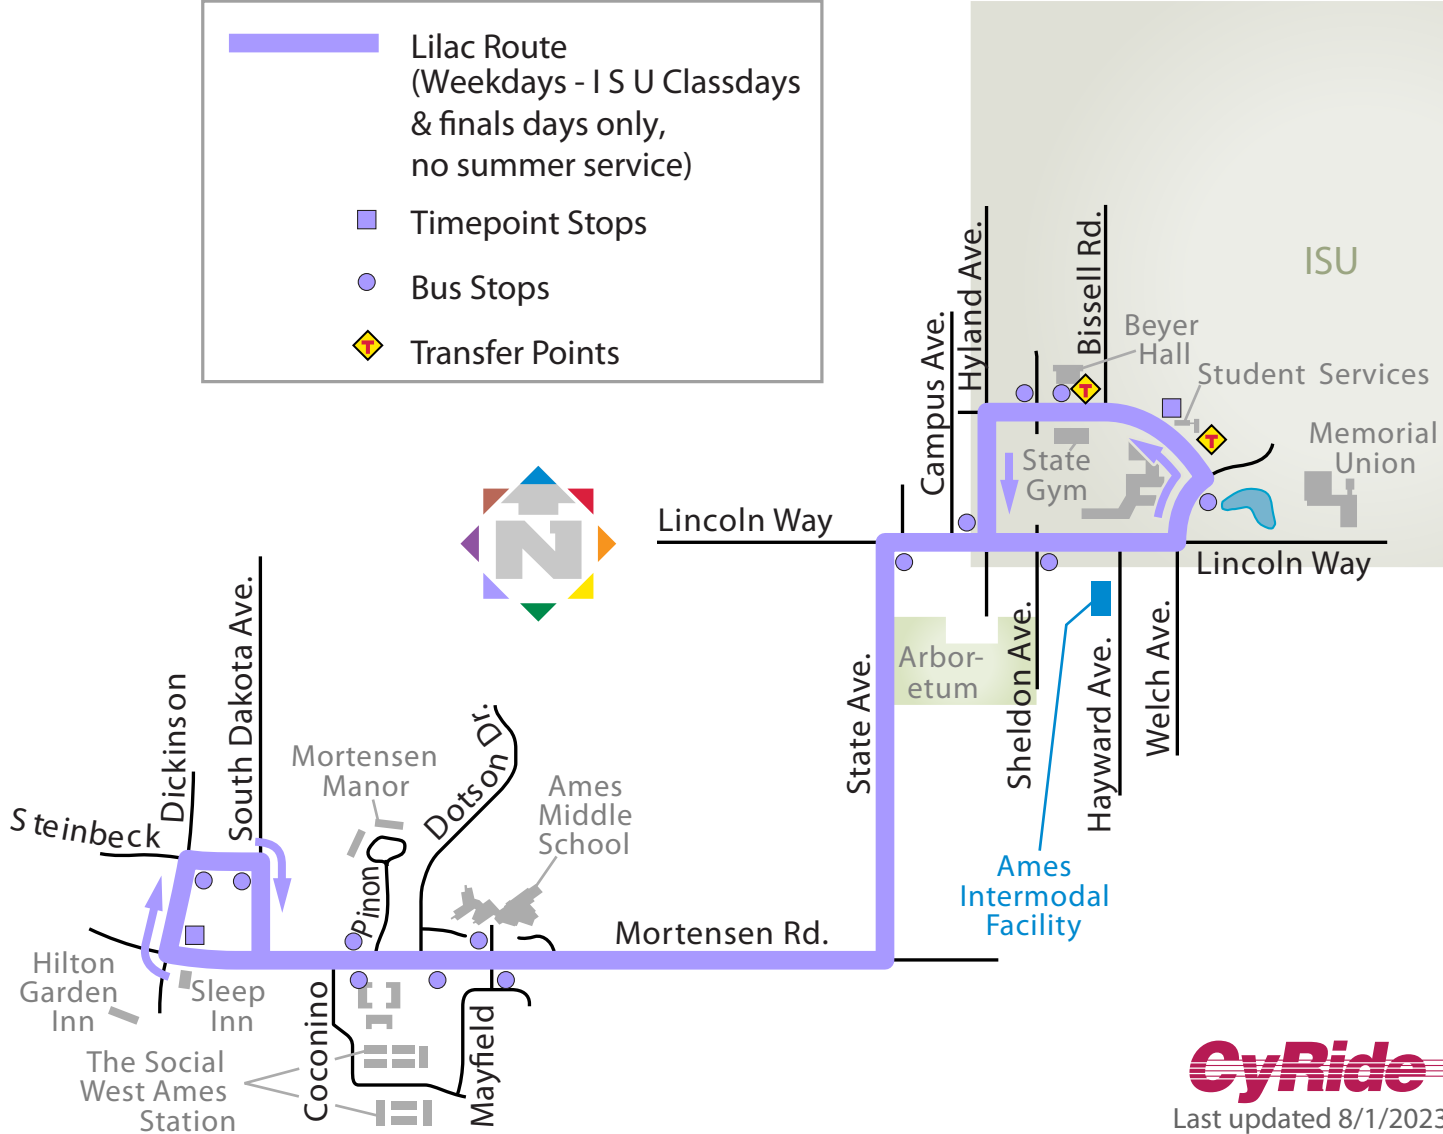 Lilac Route
(Weekdays - I S U Classdays
& finals days only,
no summer service)
Timepoint Stops
Bus Stops
T
Transfer Points
ISU
Hyland Ave.
Bissell Rd.
Campus Ave.
Beyer
Hall
T
Student Services
T
Memorial
Union
State
Gym
N
Lincoln Way
Lincoln Way
Arbor-
etum
State Ave.
Sheldon Ave.
Hayward Ave.
Welch Ave.
South Dakota Ave.
Dickinson
Steinbeck
Mortensen
Manor
Dotson Dr.
Ames
Middle
School
Pinon
Ames
Intermodal
Facility
Mortensen Rd.
Hilton
Garden
Inn
Sleep
Inn
Coconino
Mayfield
The Social
West Ames
Station
CyRide
Last updated 8/1/2023